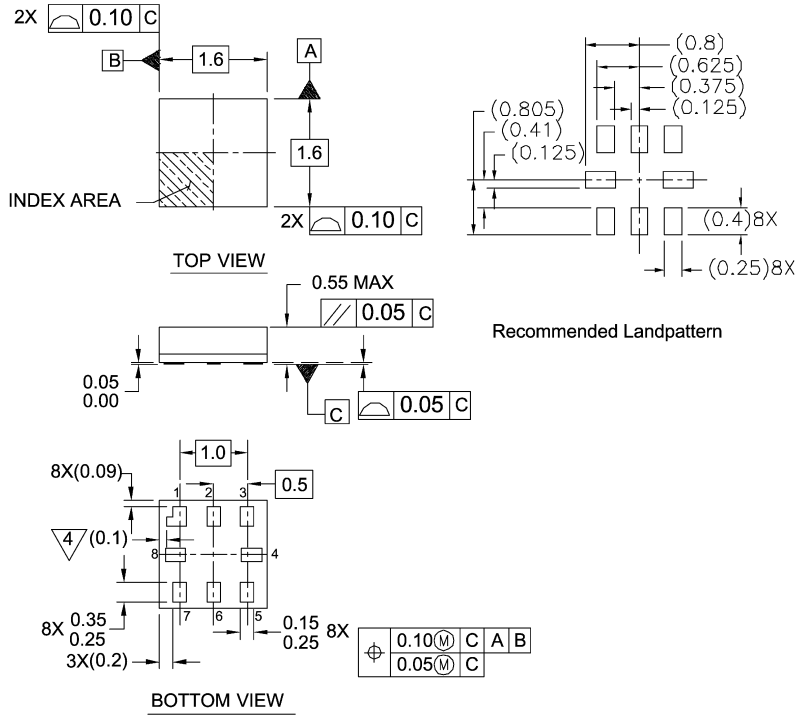 2X 0.10 C
B
1.6
A
1.6
INDEX AREA
2X 0.10 C
TOP VIEW
(0.8)
(0.625)
(0.375)
(0.125)
(0.805)
(0.41)
(0.125)
(0.4)8X
(0.25)8X
Recommended Landpattern
0.55 MAX
// 0.05 C
0.05
0.00
C
0.05 C
1.0
8X(0.09)
0.5
1 2 3
4 (0.1)
8 4
7 6 5
8X 0.35
0.25
0.15
0.25 8X
3X(0.2)
0.10 Ⓜ C A B
0.05 Ⓜ C
BOTTOM VIEW